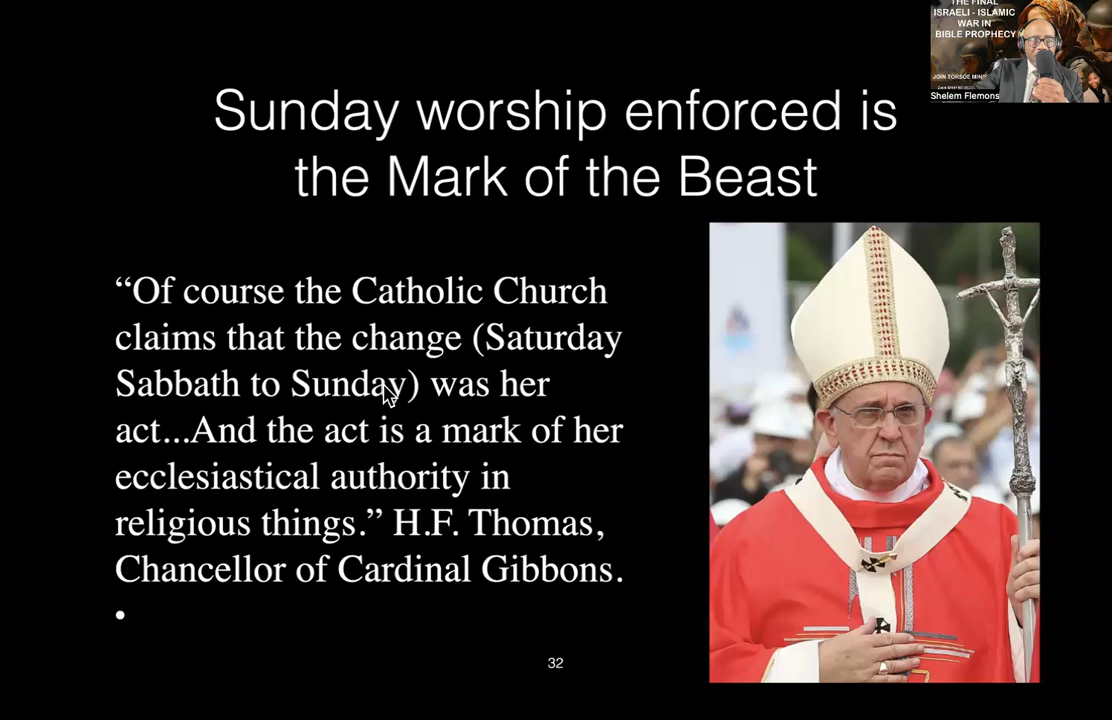 THE FINAL
ISRAELI - ISLAMIC
WAR IN
BIBLE PROPHECY
Shelem Flemons
Sunday worship enforced is
the Mark of the Beast
“Of course the Catholic Church
claims that the change (Saturday
Sabbath to Sunday) was her
act...And the act is a mark of her
ecclesiastical authority in
religious things.” H.F. Thomas,
Chancellor of Cardinal Gibbons.
•
32